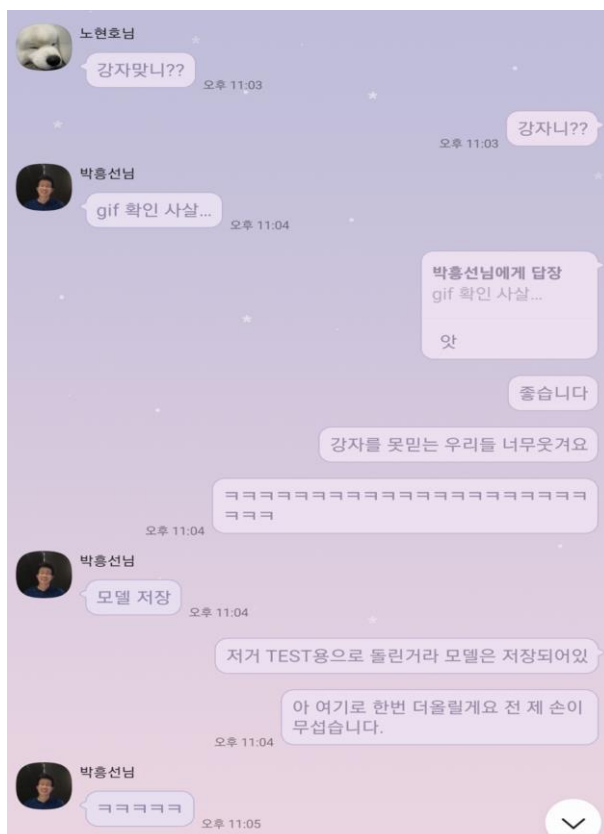 노현호님
강자맞니??
오후 11:03
강자니??
오후 11:03
박흥선님
gif 확인 사살...
오후 11:04
박흥선님에게 답장
gif 확인 사살...
앗
좋습니다
강자를 못믿는 우리들 너무웃겨요
ㅋㅋㅋㅋㅋㅋㅋㅋㅋㅋㅋㅋㅋㅋㅋㅋㅋㅋㅋㅋㅋ
ㅋㅋㅋ
오후 11:04
박흥선님
모델 저장
오후 11:04
저거 TEST용으로 돌린거라 모델은 저장되어있
아 여기로 한번 더올릴게요 전 제 손이
무섭습니다.
오후 11:04
박흥선님
ㅋㅋㅋㅋㅋ
오후 11:05